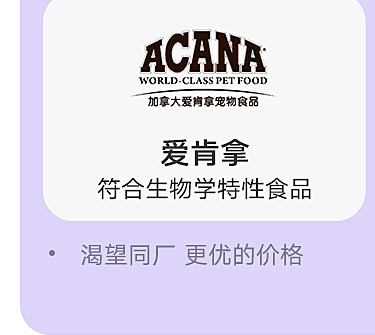 ACANA
WORLD-CLASS PET FOOD
加拿大爱肯拿宠物食品
爱肯拿
符合生物学特性食品
• 渴望同厂 更优的价格